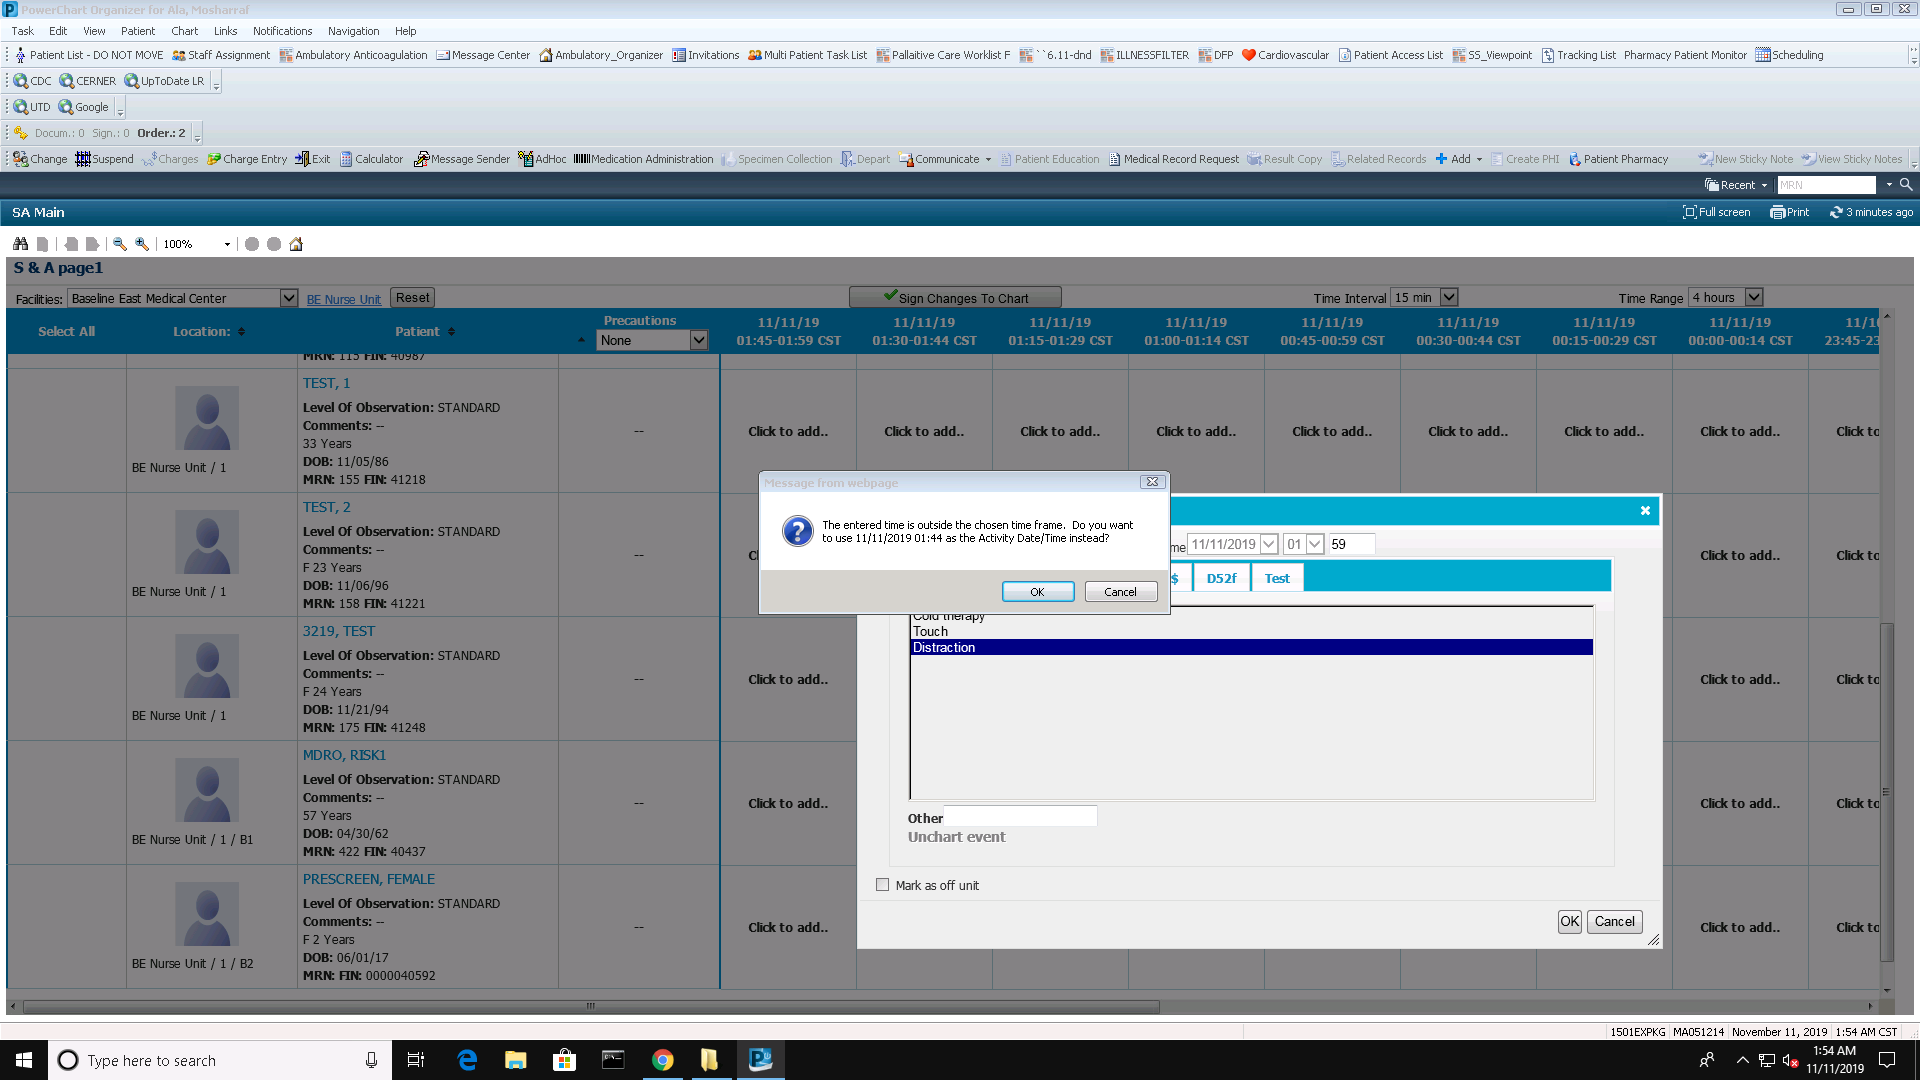 PowerChart Organizer for Ala, Mosharraf
Task Edit View Patient Chart Links Notifications Navigation Help
Patient List - DO NOT MOVE Staff Assignment Ambulatory Anticoagulation Message Center Ambulatory_Organizer Invitations Multi Patient Task List Pallaitive Care Worklist F ``6.11-dnd ILLNESSFILTER DFP Cardiovascular Patient Access List SS_Viewpoint Tracking List Pharmacy Patient Monitor Scheduling
CDC CERNER UpToDate LR
UTD Google
Docum.: 0 Sign.: 0 Order.: 2
Change Suspend Charges Charge Entry Exit Calculator Message Sender AdHoc Medication Administration Specimen Collection Depart Communicate Patient Education Medical Record Request Result Copy Related Records Add Create PHI Patient Pharmacy New Sticky Note View Sticky Notes
Recent MRN
SA Main Full screen Print 3 minutes ago
100%
S & A page1
Facilities: Baseline East Medical Center BE Nurse Unit Reset Sign Changes To Chart Time Interval 15 min Time Range 4 hours
Select All Location: Patient Precautions None
11/11/19 11/11/19 11/11/19 11/11/19 11/11/19 11/11/19 11/11/19 11/11/19
01:45-01:59 CST 01:30-01:44 CST 01:15-01:29 CST 01:00-01:14 CST 00:45-00:59 CST 00:30-00:44 CST 00:15-00:29 CST 00:00-00:14 CST
MRN: 115 FIN: 40987
TEST, 1
Level Of Observation: STANDARD
Comments: --
33 Years
DOB: 11/05/86
MRN: 155 FIN: 41218
BE Nurse Unit / 1
-- Click to add.. Click to add.. Click to add.. Click to add.. Click to add.. Click to add.. Click to add.. Click to add.. Click to
TEST, 2
Level Of Observation: STANDARD
Comments: --
F 23 Years
DOB: 11/06/96
MRN: 158 FIN: 41221
BE Nurse Unit / 1
-- Click to add.. Click to
3219, TEST
Level Of Observation: STANDARD
Comments: --
F 24 Years
DOB: 11/21/94
MRN: 175 FIN: 41248
BE Nurse Unit / 1
-- Click to add.. Click to add.. Click to
MDRO, RISK1
Level Of Observation: STANDARD
Comments: --
57 Years
DOB: 04/30/62
MRN: 422 FIN: 40437
BE Nurse Unit / 1 / B1
-- Click to add.. Click to add.. Click to
PRESCREEN, FEMALE
Level Of Observation: STANDARD
Comments: --
F 2 Years
DOB: 06/01/17
MRN: FIN: 0000040592
BE Nurse Unit / 1 / B2
-- Click to add.. Click to add.. Click to
Message from webpage
The entered time is outside the chosen time frame. Do you want
to use 11/11/2019 01:44 as the Activity Date/Time instead?
OK Cancel
11/11/2019 01 59
$ D52f Test
Cold therapy
Touch
Distraction
Other
Unchart event
Mark as off unit
OK Cancel
1501EXPKG MA051214 November 11, 2019 1:54 AM CST
Type here to search
1:54 AM
11/11/2019